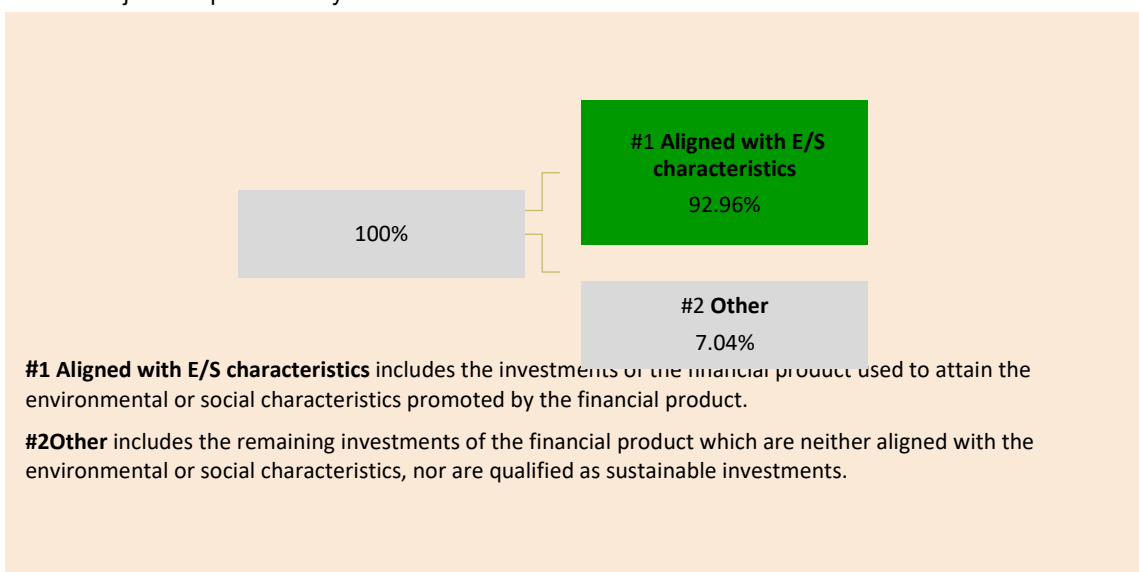 #1 Aligned with E/S
characteristics
92.96%
100%
#2 Other
7.04%
#1 Aligned with E/S characteristics includes the investments of the financial product used to attain the
environmental or social characteristics promoted by the financial product.
#2Other includes the remaining investments of the financial product which are neither aligned with the
environmental or social characteristics, nor are qualified as sustainable investments.